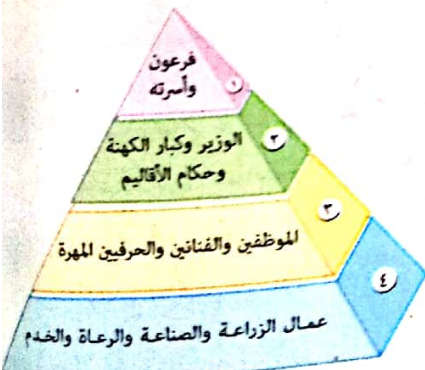 فرعون
وأسرته
١
الوزير وكبار الكهنة
وحكام الأقاليم
٢
الموظفين والفنانين والحرفيين المهرة
٣
عمال الزراعة والصناعة والرعاة والخدم
٤